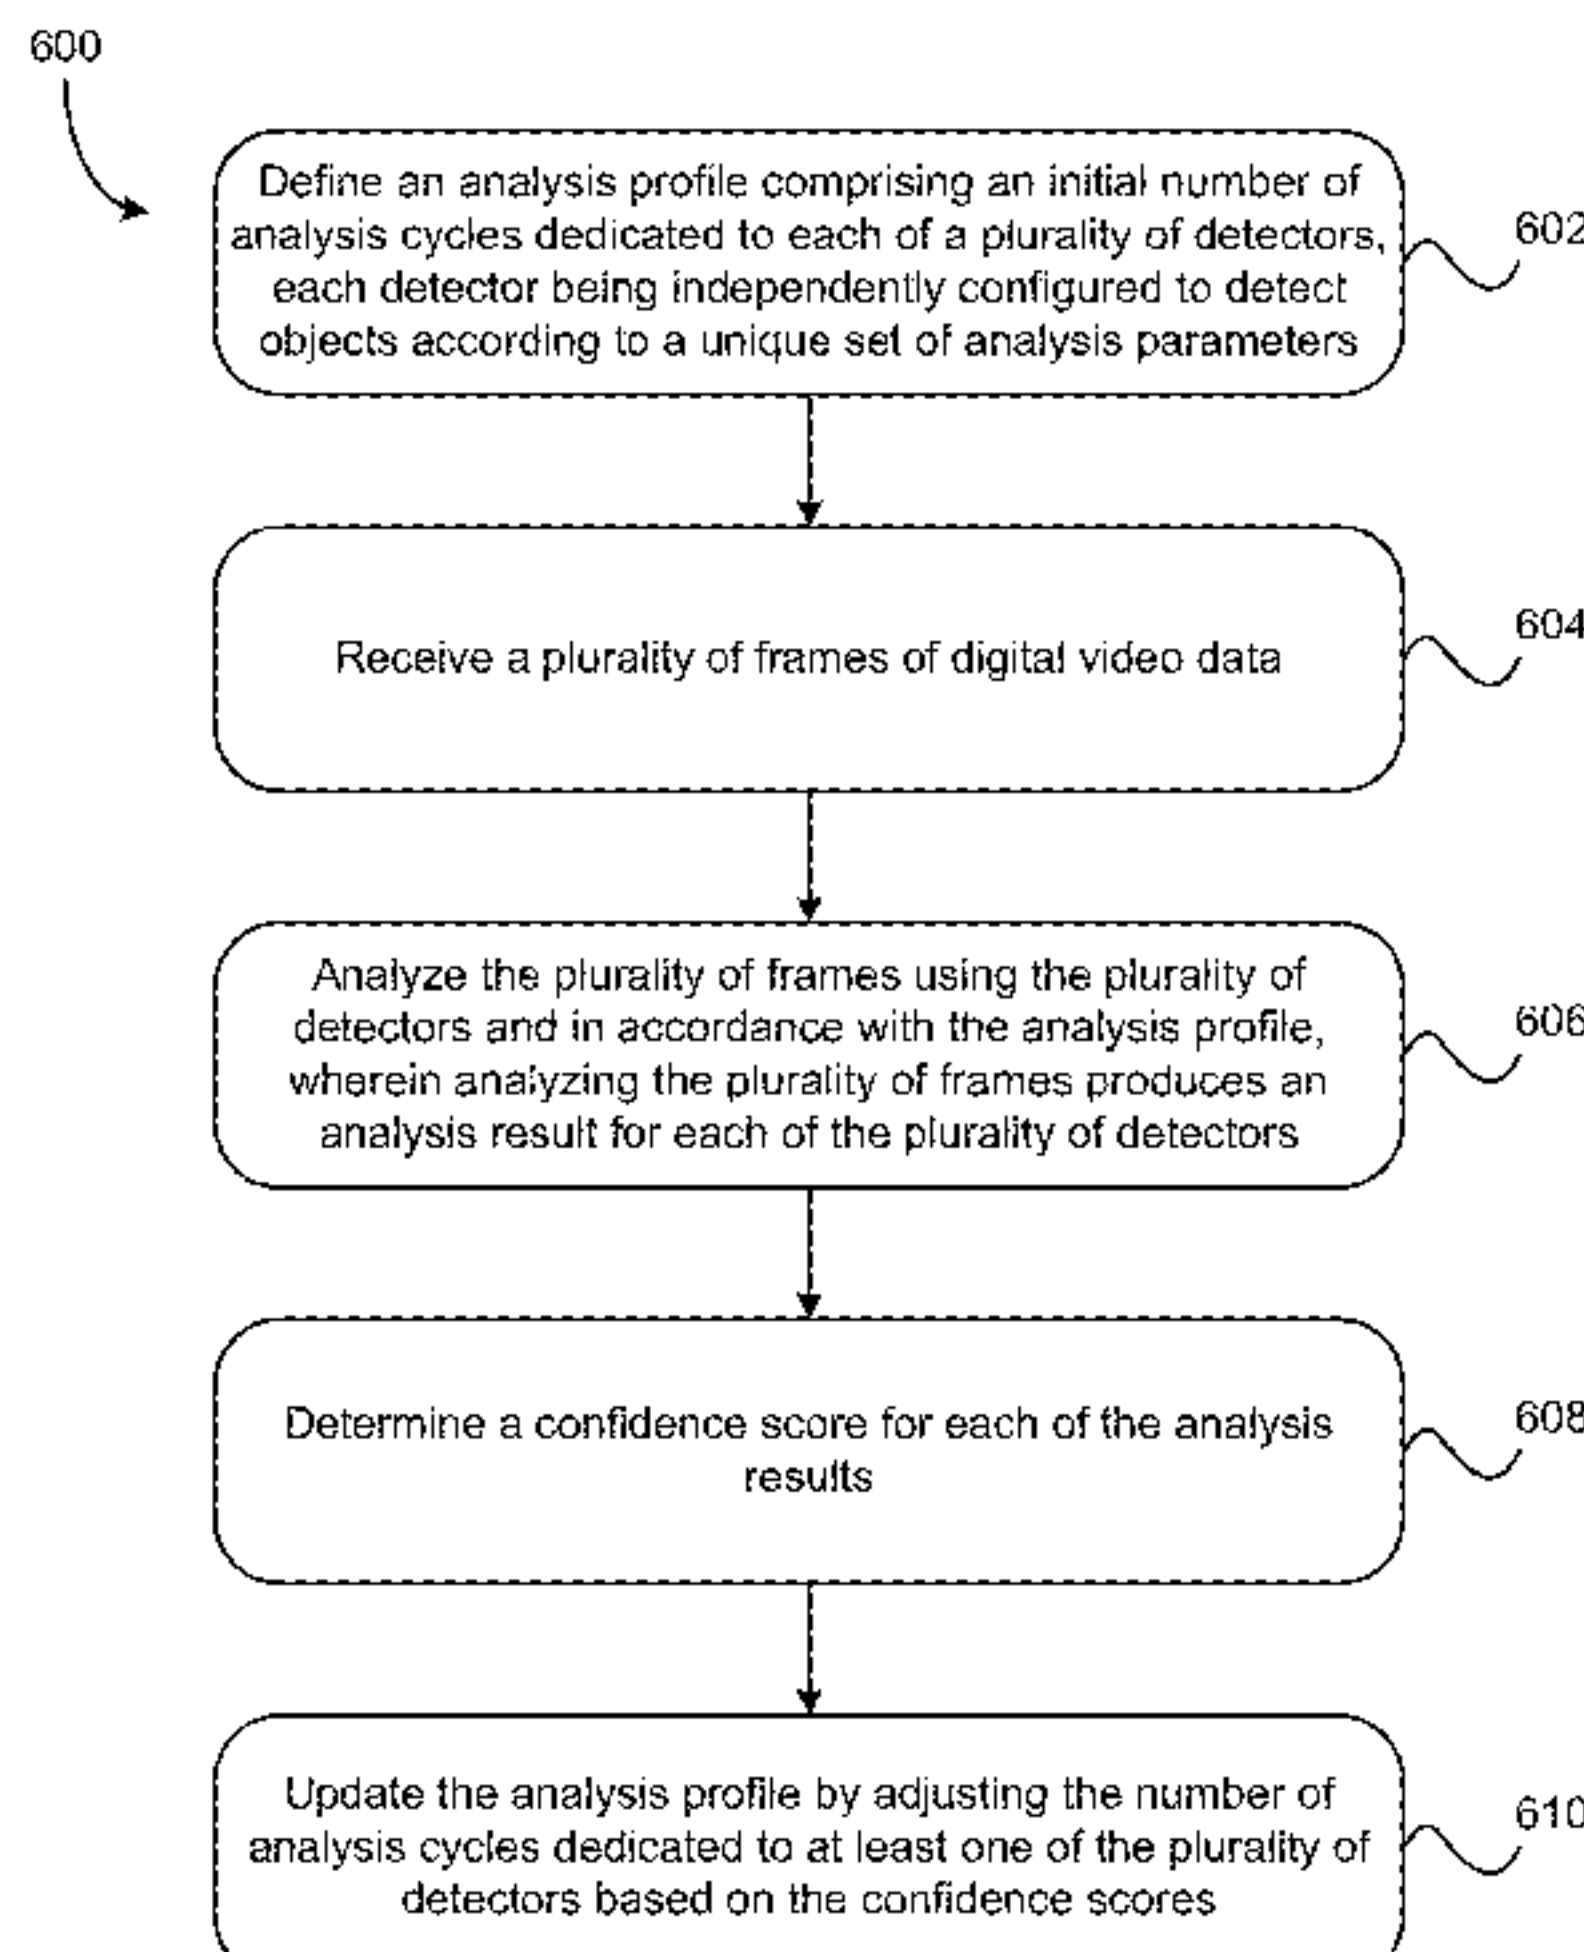 600
Define an analysis profile comprising an initial number of
analysis cycles dedicated to each of a plurality of detectors,
each detector being independently configured to detect
objects according to a unique set of analysis parameters
602
Receive a plurality of frames of digital video data
604
Analyze the plurality of frames using the plurality of
detectors and in accordance with the analysis profile,
wherein analyzing the plurality of frames produces an
analysis result for each of the plurality of detectors
606
Determine a confidence score for each of the analysis
results
608
Update the analysis profile by adjusting the number of
analysis cycles dedicated to at least one of the plurality of
detectors based on the confidence scores
610